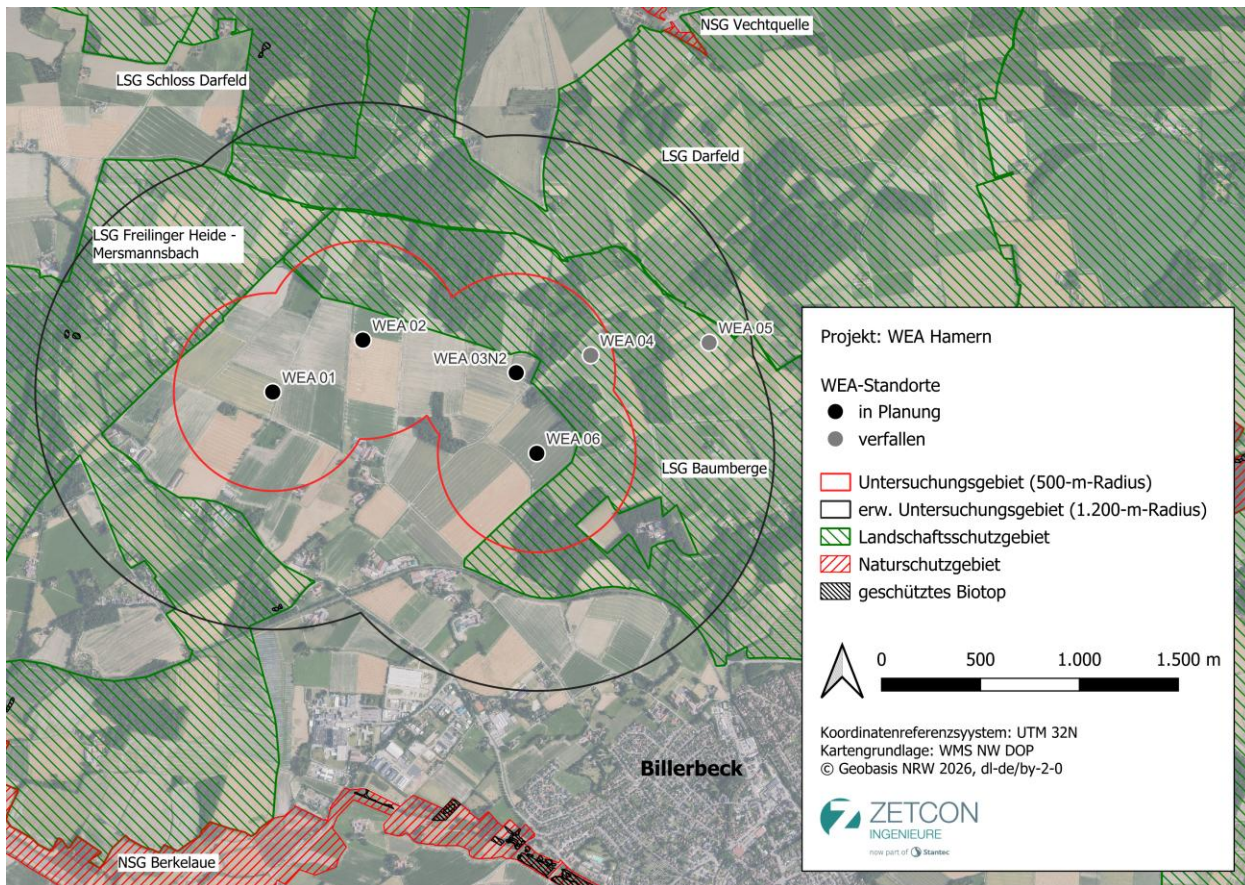 NSG Vechtquelle
LSG Schloss Darfeld
LSG Darfeld
LSG Freilinger Heide -
Mersmannsbach
WEA 02
WEA 04
WEA 05
WEA 03N2
WEA 01
WEA 06
LSG Baumberge
Billerbeck
NSG Berkelaue
Projekt: WEA Hamern
WEA-Standorte
in Planung
verfallen
Untersuchungsgebiet (500-m-Radius)
erw. Untersuchungsgebiet (1.200-m-Radius)
Landschaftsschutzgebiet
Naturschutzgebiet
geschütztes Biotop
0 500 1.000 1.500 m
Koordinatenreferenzsyystem: UTM 32N
Kartengrundlage: WMS NW DOP
© Geobasis NRW 2026, dl-de/by-2-0
ZETCON
INGENIEURE
now part of Stantec